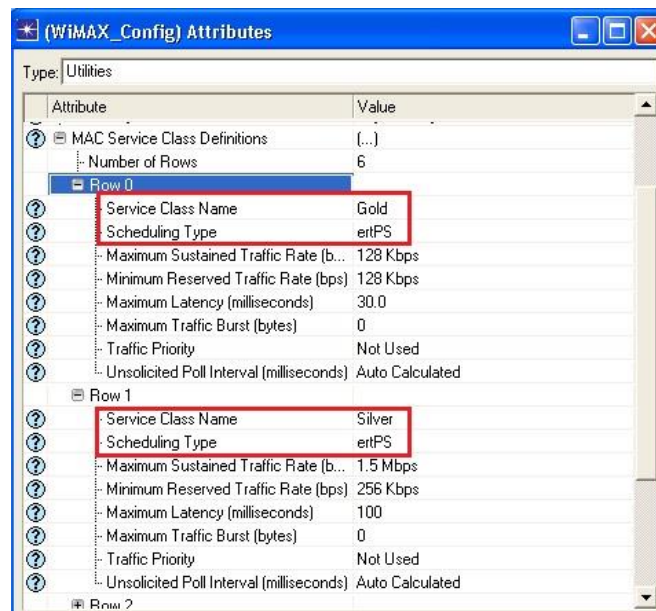 (WiMAX_Config) Attributes
Type: Utilities
Attribute Value
MAC Service Class Definitions (...)
Number of Rows 6
Row 0
Service Class Name Gold
Scheduling Type ertPS
Maximum Sustained Traffic Rate (b... 128 Kbps
Minimum Reserved Traffic Rate (bps) 128 Kbps
Maximum Latency (milliseconds) 30.0
Maximum Traffic Burst (bytes) 0
Traffic Priority Not Used
Unsolicited Poll Interval (milliseconds) Auto Calculated
Row 1
Service Class Name Silver
Scheduling Type ertPS
Maximum Sustained Traffic Rate (b... 1.5 Mbps
Minimum Reserved Traffic Rate (bps) 256 Kbps
Maximum Latency (milliseconds) 100
Maximum Traffic Burst (bytes) 0
Traffic Priority Not Used
Unsolicited Poll Interval (milliseconds) Auto Calculated
Row 2